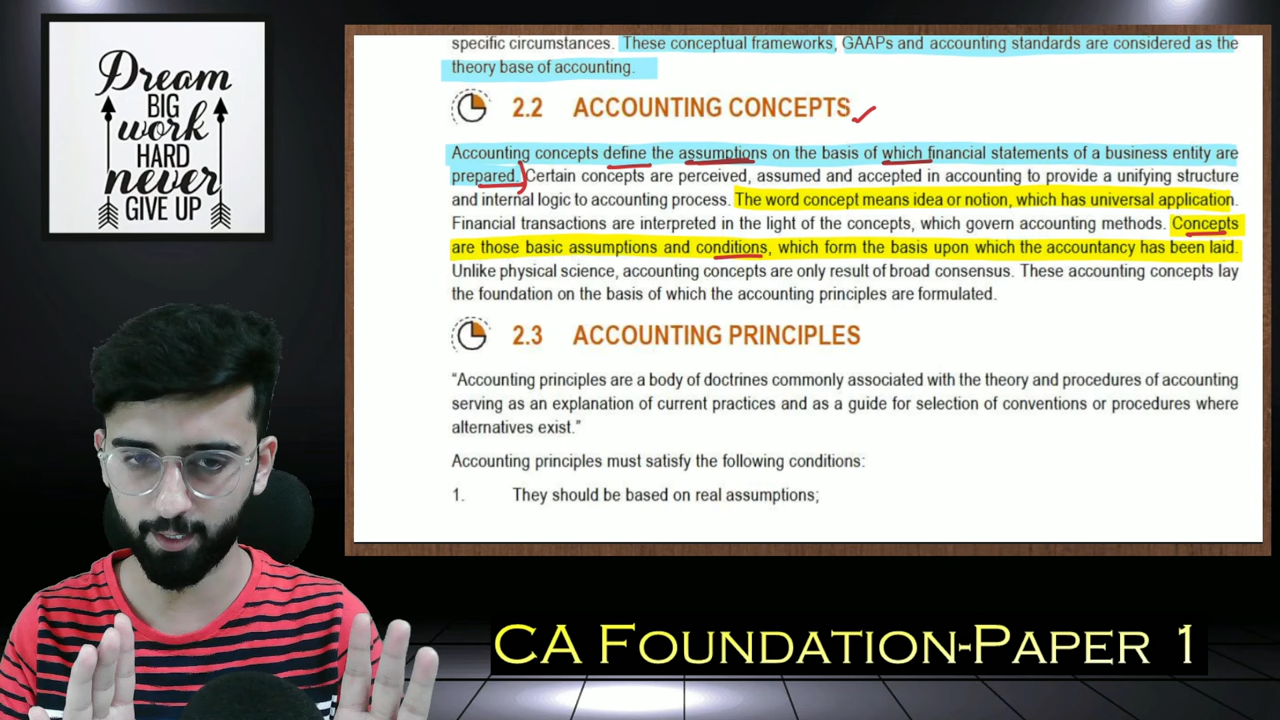 Dream
BIG
work
HARD
never
GIVE UP
specific circumstances. These conceptual frameworks, GAAPs and accounting standards are considered as the
theory base of accounting.
2.2 ACCOUNTING CONCEPTS
Accounting concepts define the assumptions on the basis of which financial statements of a business entity are
prepared. Certain concepts are perceived, assumed and accepted in accounting to provide a unifying structure
and internal logic to accounting process. The word concept means idea or notion, which has universal application.
Financial transactions are interpreted in the light of the concepts, which govern accounting methods. Concepts
are those basic assumptions and conditions, which form the basis upon which the accountancy has been laid.
Unlike physical science, accounting concepts are only result of broad consensus. These accounting concepts lay
the foundation on the basis of which the accounting principles are formulated.
2.3 ACCOUNTING PRINCIPLES
“Accounting principles are a body of doctrines commonly associated with the theory and procedures of accounting
serving as an explanation of current practices and as a guide for selection of conventions or procedures where
alternatives exist.”
Accounting principles must satisfy the following conditions:
1. They should be based on real assumptions;
CA FOUNDATION-PAPER 1